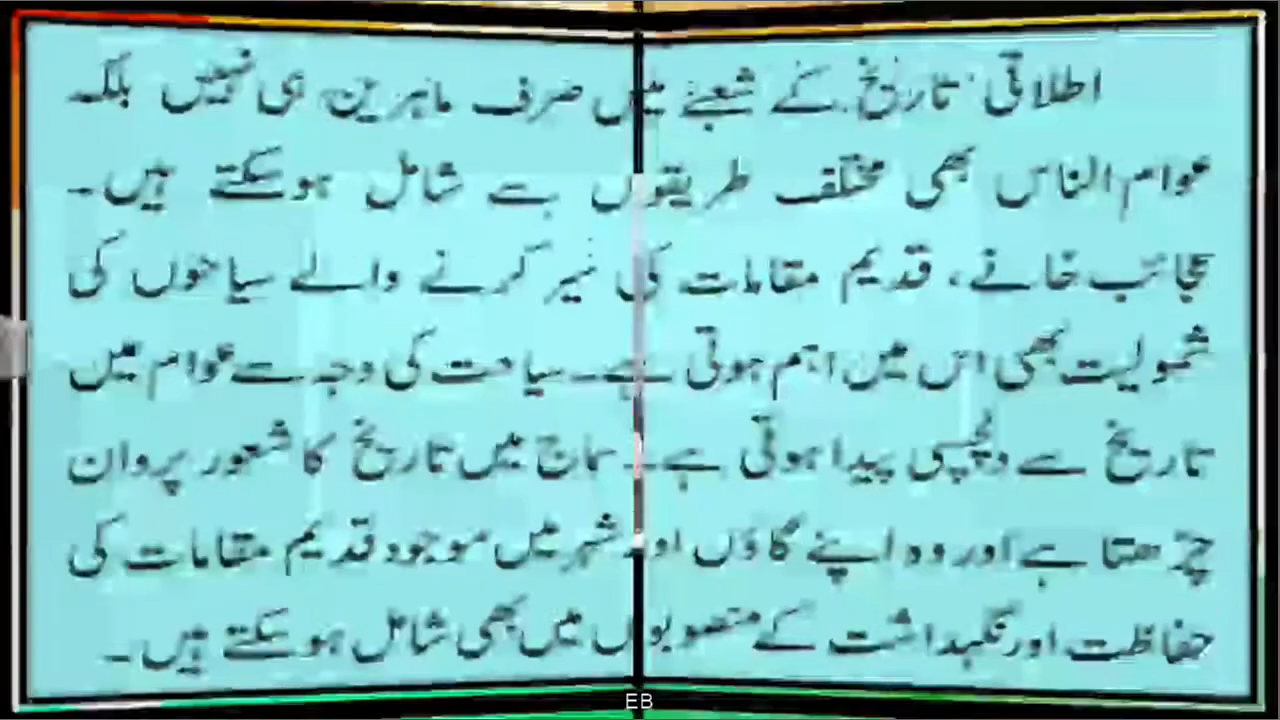 اطلاقی تاریخ کے شعبے میں صرف ماہرین ہی نہیں بلکہ
عوام الناس بھی مختلف طریقوں سے شامل ہوسکتے ہیں۔
عجائب خانے، قدیم مقامات کی سیر کرنے والے سیاحوں کی
شمولیت بھی اس میں اہم ہوتی ہے۔ سیاحت کی وجہ سے عوام میں
تاریخ سے دلچسپی پیدا ہوتی ہے۔ سماج میں تاریخ کا شعور پروان
چڑھتا ہے اور وہ اپنے گاؤں اور شہر میں موجود قدیم مقامات کی
حفاظت اور نگہداشت کے منصوبوں میں بھی شامل ہوسکتے ہیں۔
EB